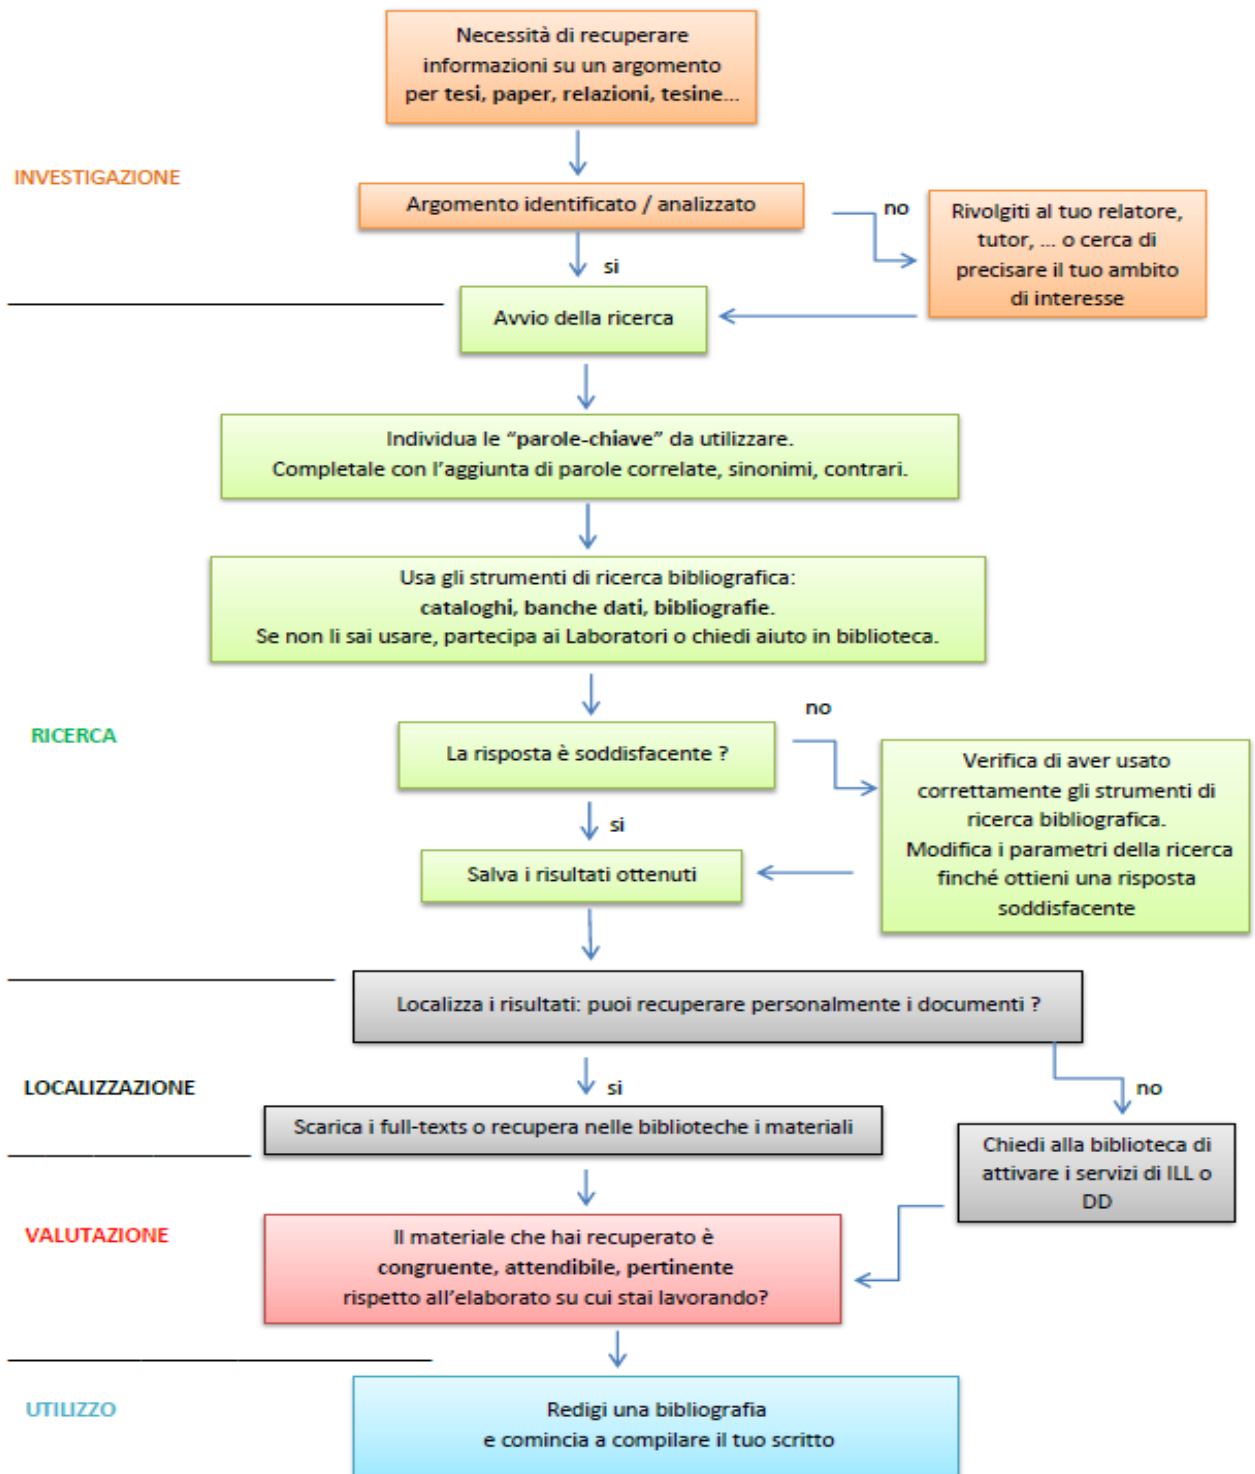 Necessità di recuperare
informazioni su un argomento
per tesi, paper, relazioni, tesine...
INVESTIGAZIONE
Argomento identificato / analizzato
no
Rivolgiti al tuo relatore,
tutor, ... o cerca di
precisare il tuo ambito
di interesse
si
Avvio della ricerca
Individua le “parole-chiave” da utilizzare.
Completale con l’aggiunta di parole correlate, sinonimi, contrari.
Usa gli strumenti di ricerca bibliografica:
cataloghi, banche dati, bibliografie.
Se non li sai usare, partecipa ai Laboratori o chiedi aiuto in biblioteca.
RICERCA
La risposta è soddisfacente ?
no
Verifica di aver usato
correttamente gli strumenti di
ricerca bibliografica.
Modifica i parametri della ricerca
finché ottieni una risposta
soddisfacente
si
Salva i risultati ottenuti
Localizza i risultati: puoi recuperare personalmente i documenti ?
LOCALIZZAZIONE
si
no
Scarica i full-texts o recupera nelle biblioteche i materiali
Chiedi alla biblioteca di
attivare i servizi di ILL o
DD
VALUTAZIONE
Il materiale che hai recuperato è
congruente, attendibile, pertinente
rispetto all’elaborato su cui stai lavorando?
UTILIZZO
Redigi una bibliografia
e comincia a compilare il tuo scritto